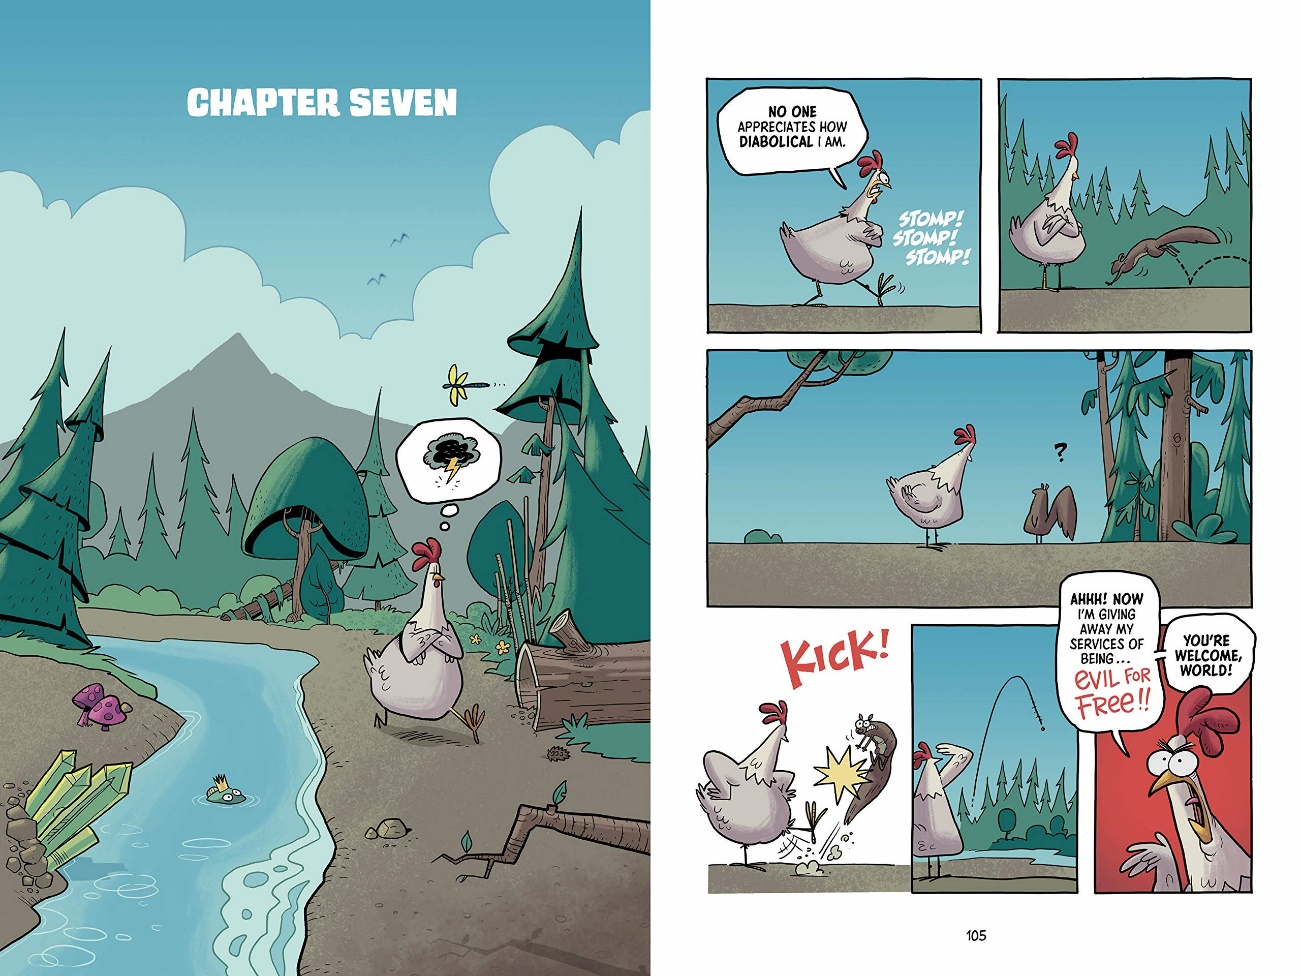 CHAPTER SEVEN
NO ONE
APPRECIATES HOW
DIABOLICAL I AM.
STOMP!
STOMP!
STOMP!
?
KICK!
AHHH! NOW
I'M GIVING
AWAY MY
SERVICES OF
BEING...
EVIL FOR
FREE!!
YOU'RE
WELCOME,
WORLD!
105